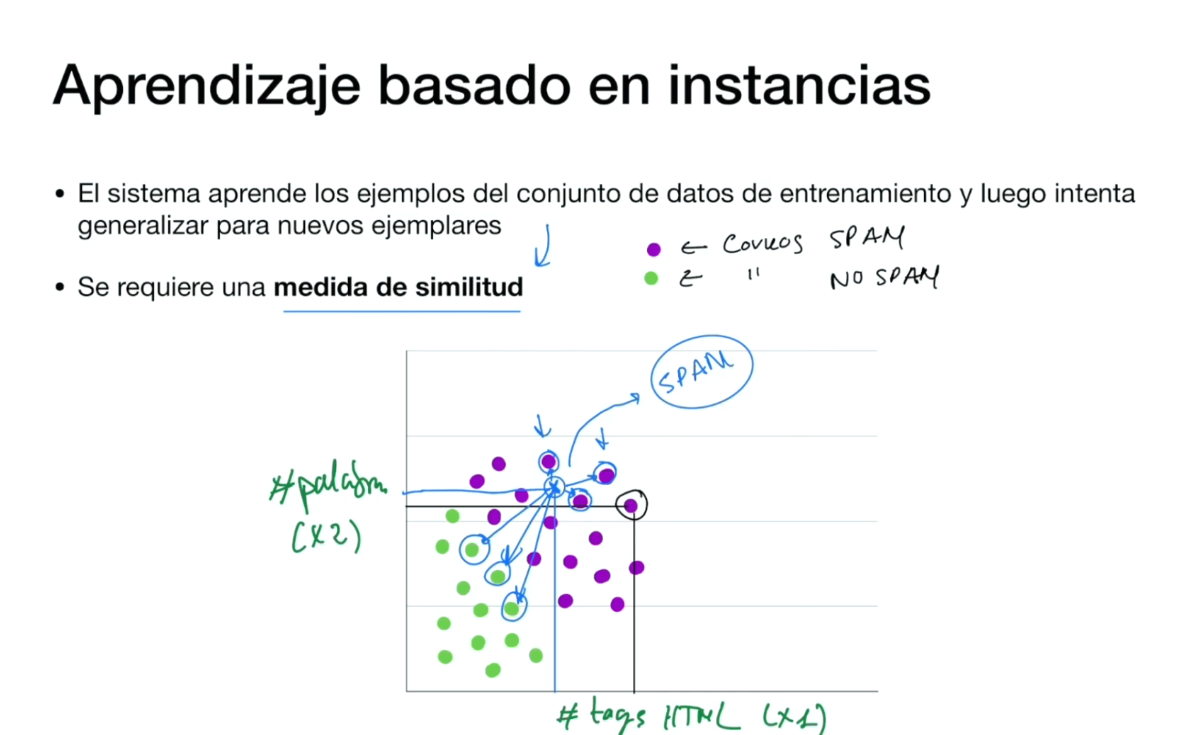 Aprendizaje basado en instancias
• El sistema aprende los ejemplos del conjunto de datos de entrenamiento y luego intenta
generalizar para nuevos ejemplares
← Correos SPAM
← " NO SPAM
• Se requiere una medida de similitud
SPAM
(x2)
# tags HTML (x1)